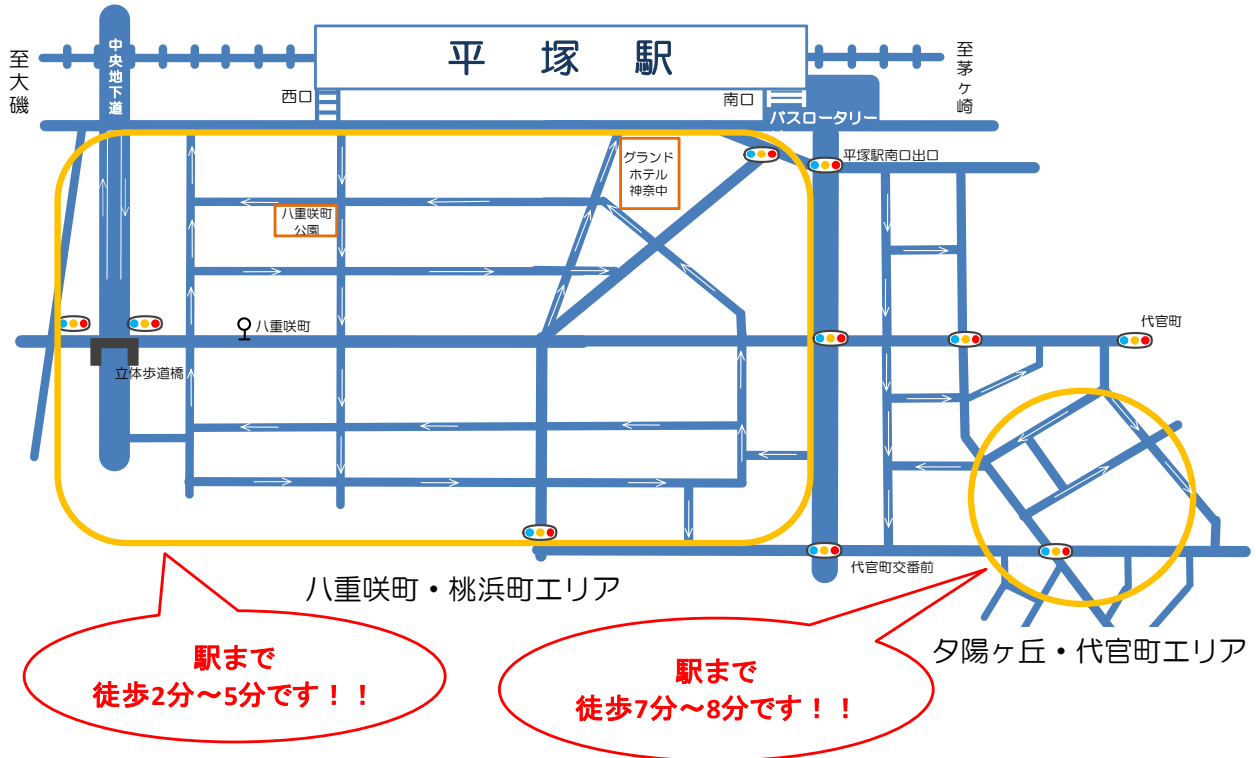 平塚駅
至大磯
中央地下道
至茅ヶ崎
西口
南口
バスロータリー
平塚駅南口出口
グランド
ホテル
神奈中
八重咲町
公園
八重咲町
代官町
立体歩道橋
代官町交番前
八重咲町・桃浜町エリア
夕陽ヶ丘・代官町エリア
駅まで
徒歩2分～5分です！！
駅まで
徒歩7分～8分です！！